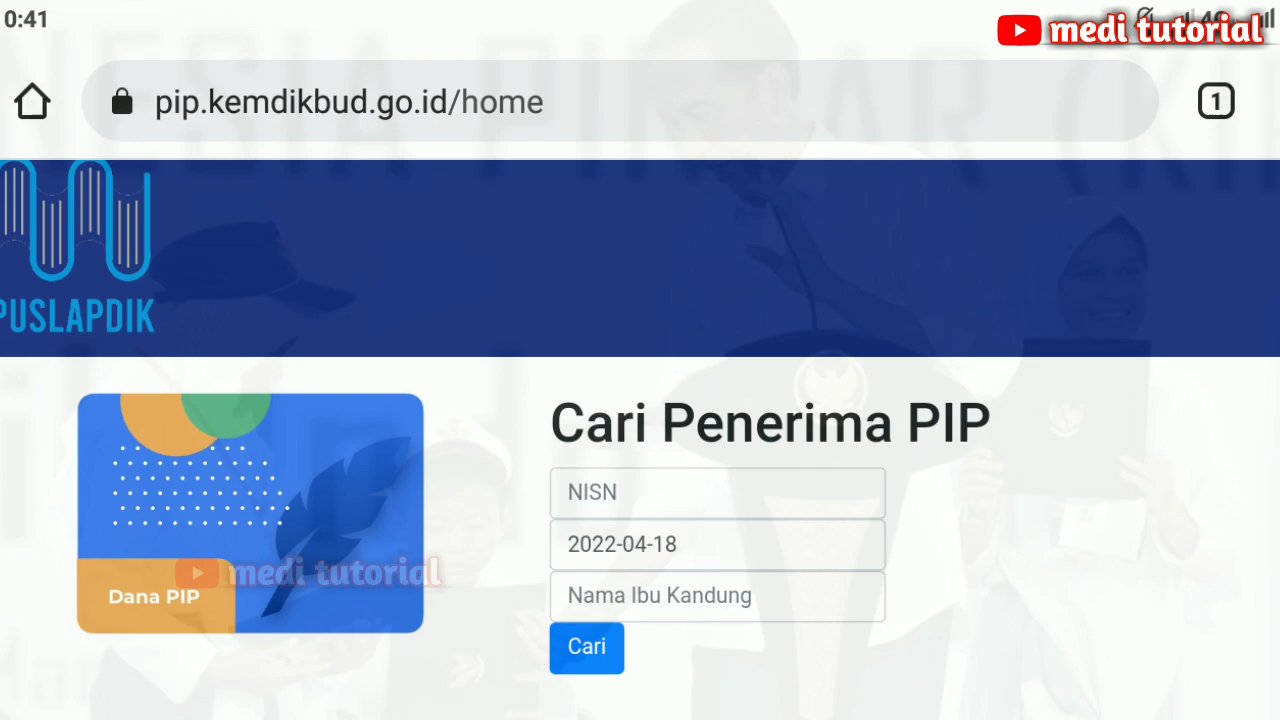 0:41
medi tutorial
pip.kemdikbud.go.id/home
1
PUSLAPDIK
Cari Penerima PIP
NISN
2022-04-18
medi tutorial
Dana PIP
Nama Ibu Kandung
Cari